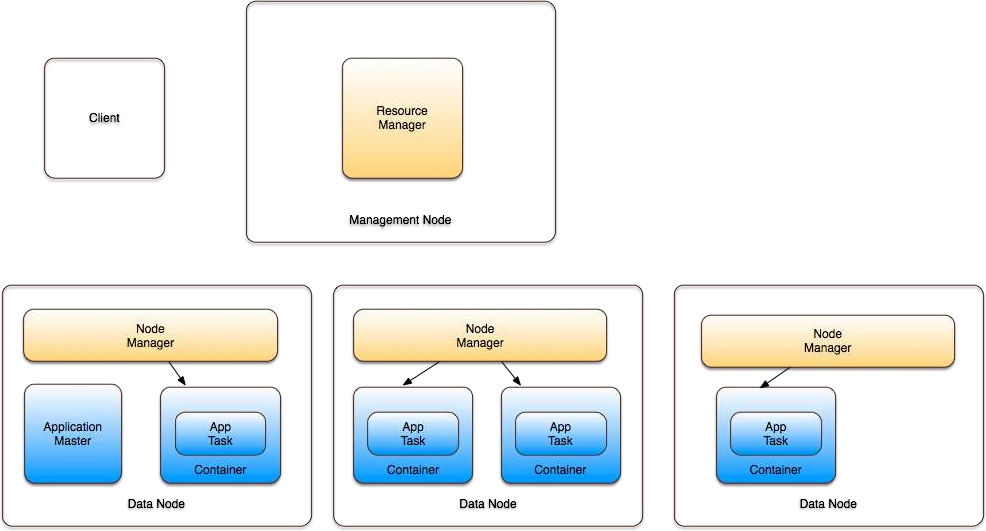 Client
Resource
Manager
Management Node
Node
Manager
Application
Master
App
Task
Container
Data Node
Node
Manager
App
Task
Container
App
Task
Container
Data Node
Node
Manager
App
Task
Container
Data Node